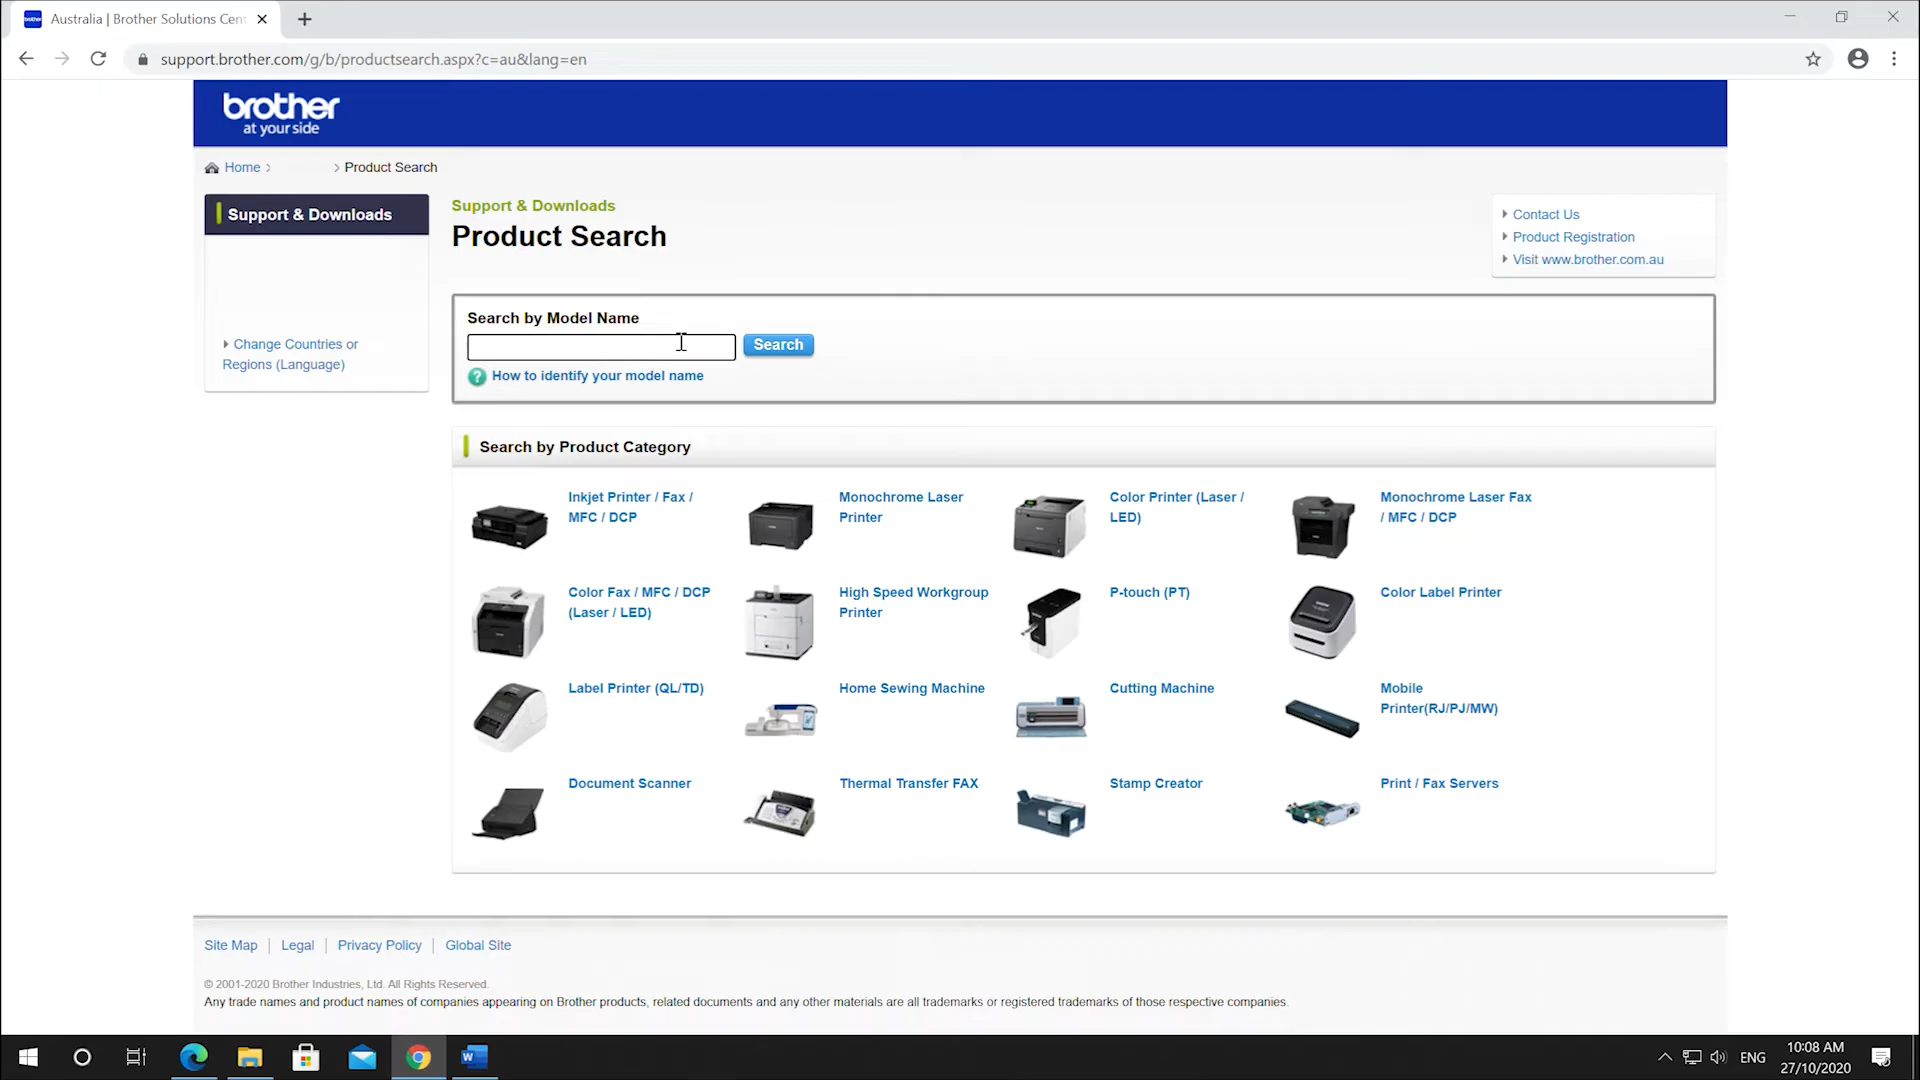 Australia | Brother Solutions Cent
support.brother.com/g/b/productsearch.aspx?c=au&lang=en
brother
at your side
Home
Product Search
Support & Downloads
Change Countries or
Regions (Language)
Support & Downloads
Product Search
Contact Us
Product Registration
Visit www.brother.com.au
Search by Model Name
Search
? How to identify your model name
Search by Product Category
Inkjet Printer / Fax /
MFC / DCP
Monochrome Laser
Printer
Color Printer (Laser /
LED)
Monochrome Laser Fax
/ MFC / DCP
Color Fax / MFC / DCP
(Laser / LED)
High Speed Workgroup
Printer
P-touch (PT)
Color Label Printer
Label Printer (QL/TD)
Home Sewing Machine
Cutting Machine
Mobile
Printer(RJ/PJ/MW)
Document Scanner
Thermal Transfer FAX
Stamp Creator
Print / Fax Servers
Site Map | Legal | Privacy Policy | Global Site
© 2001-2020 Brother Industries, Ltd. All Rights Reserved.
Any trade names and product names of companies appearing on Brother products, related documents and any other materials are all trademarks or registered trademarks of those respective companies.
ENG
10:08 AM
27/10/2020